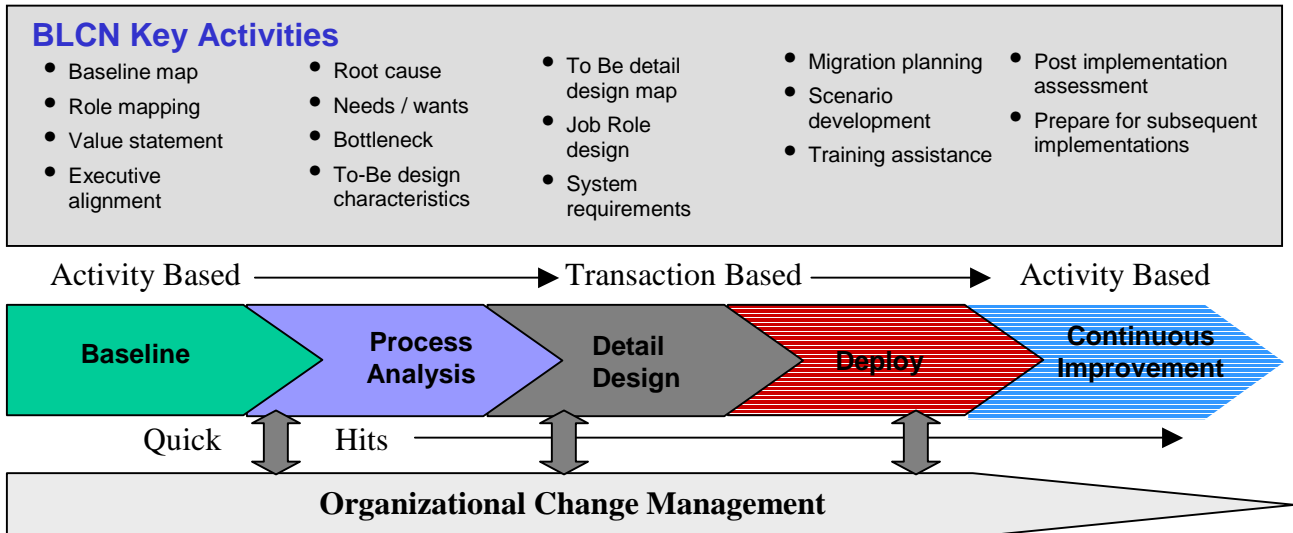 BLCN Key Activities
• Baseline map
• Role mapping
• Value statement
• Executive
alignment
• Root cause
• Needs / wants
• Bottleneck
• To-Be design
characteristics
• To Be detail
design map
• Job Role
design
• System
requirements
• Migration planning
• Scenario
development
• Training assistance
• Post implementation
assessment
• Prepare for subsequent
implementations
Activity Based
Transaction Based
Activity Based
Baseline
Process
Analysis
Detail
Design
Deploy
Continuous
Improvement
Quick Hits
Organizational Change Management